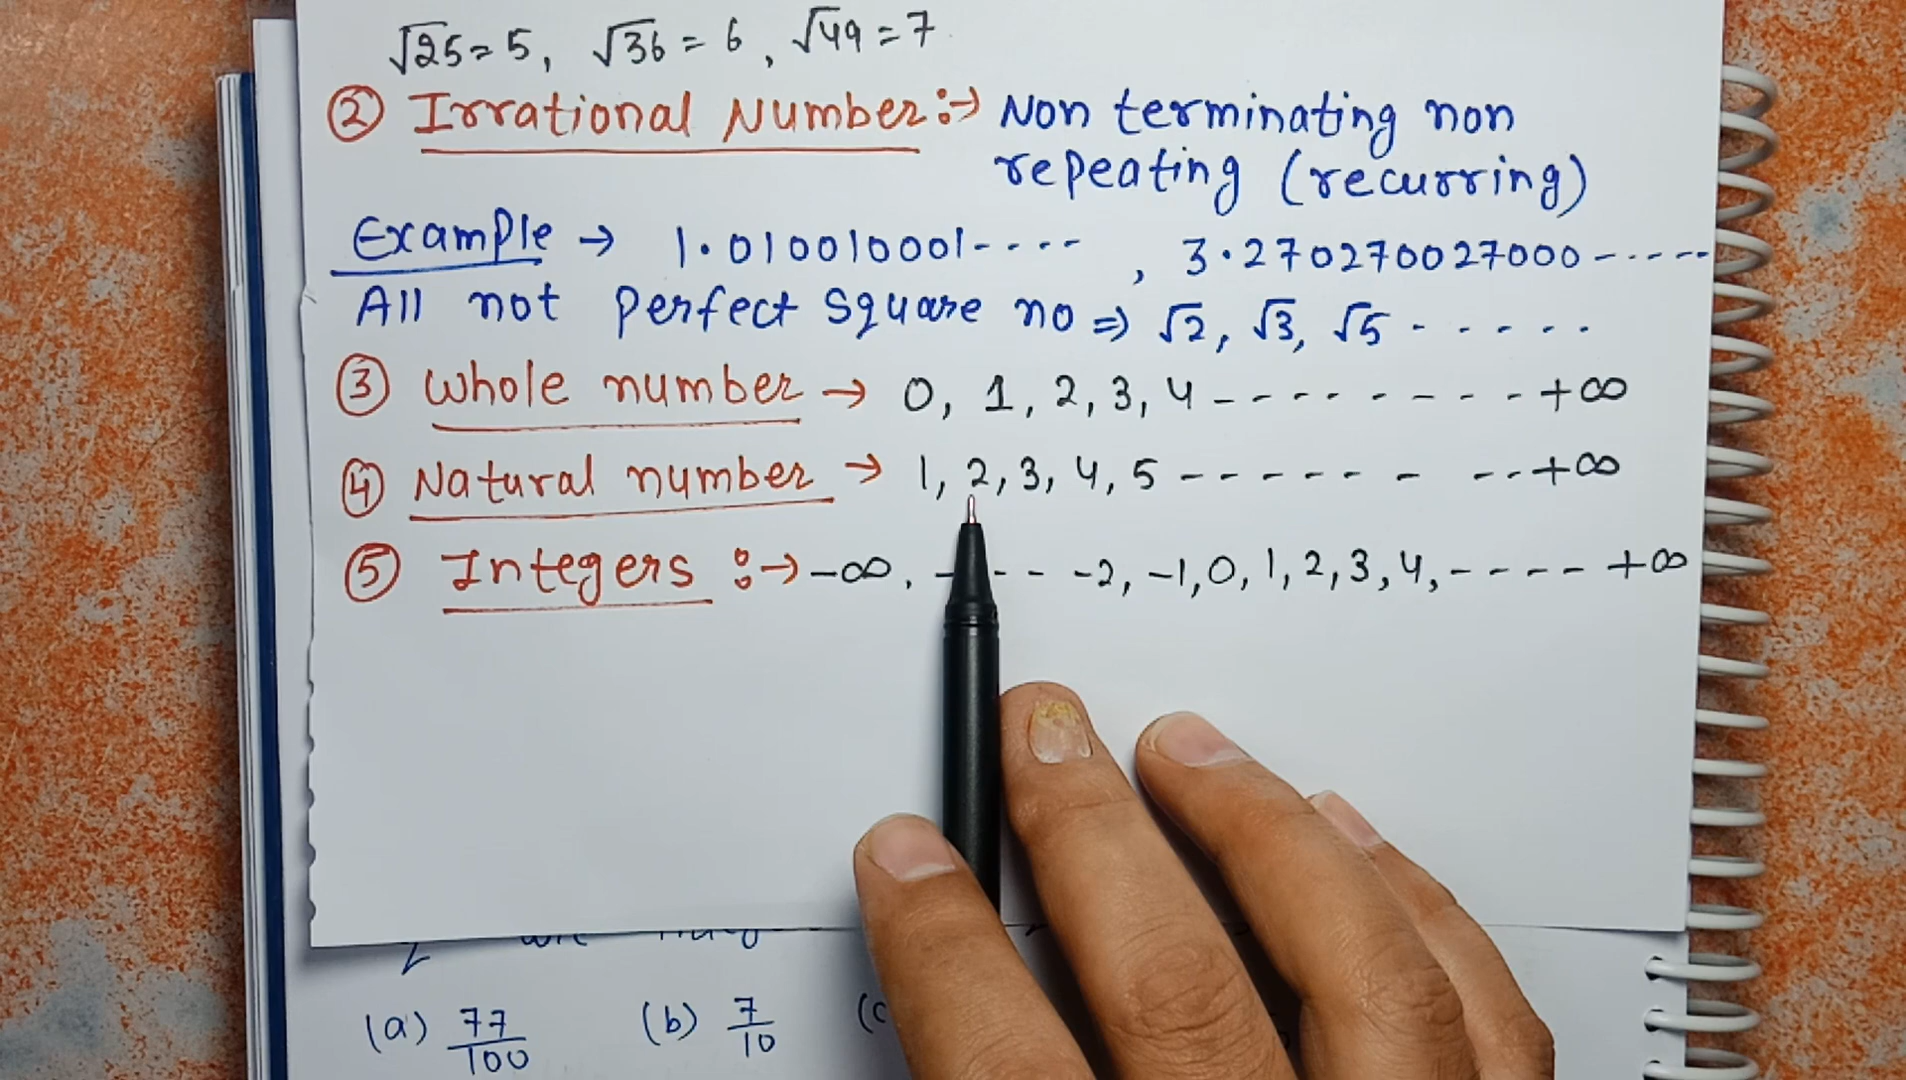 √25=5, √36=6, √49=7
② Irrational Number:→ Non terminating non
repeating (recurring)
Example → 1.010010001---- , 3.270270027000-----
All not perfect square no ⇒ √2, √3, √5 - - - - -
③ Whole number → 0, 1, 2, 3, 4 --------- +∞
④ Natural number → 1, 2, 3, 4, 5 --------- +∞
⑤ Integers :→ -∞, - - - -2, -1, 0, 1, 2, 3, 4, ---- +∞
(a) 77/100 (b) 7/10 (c